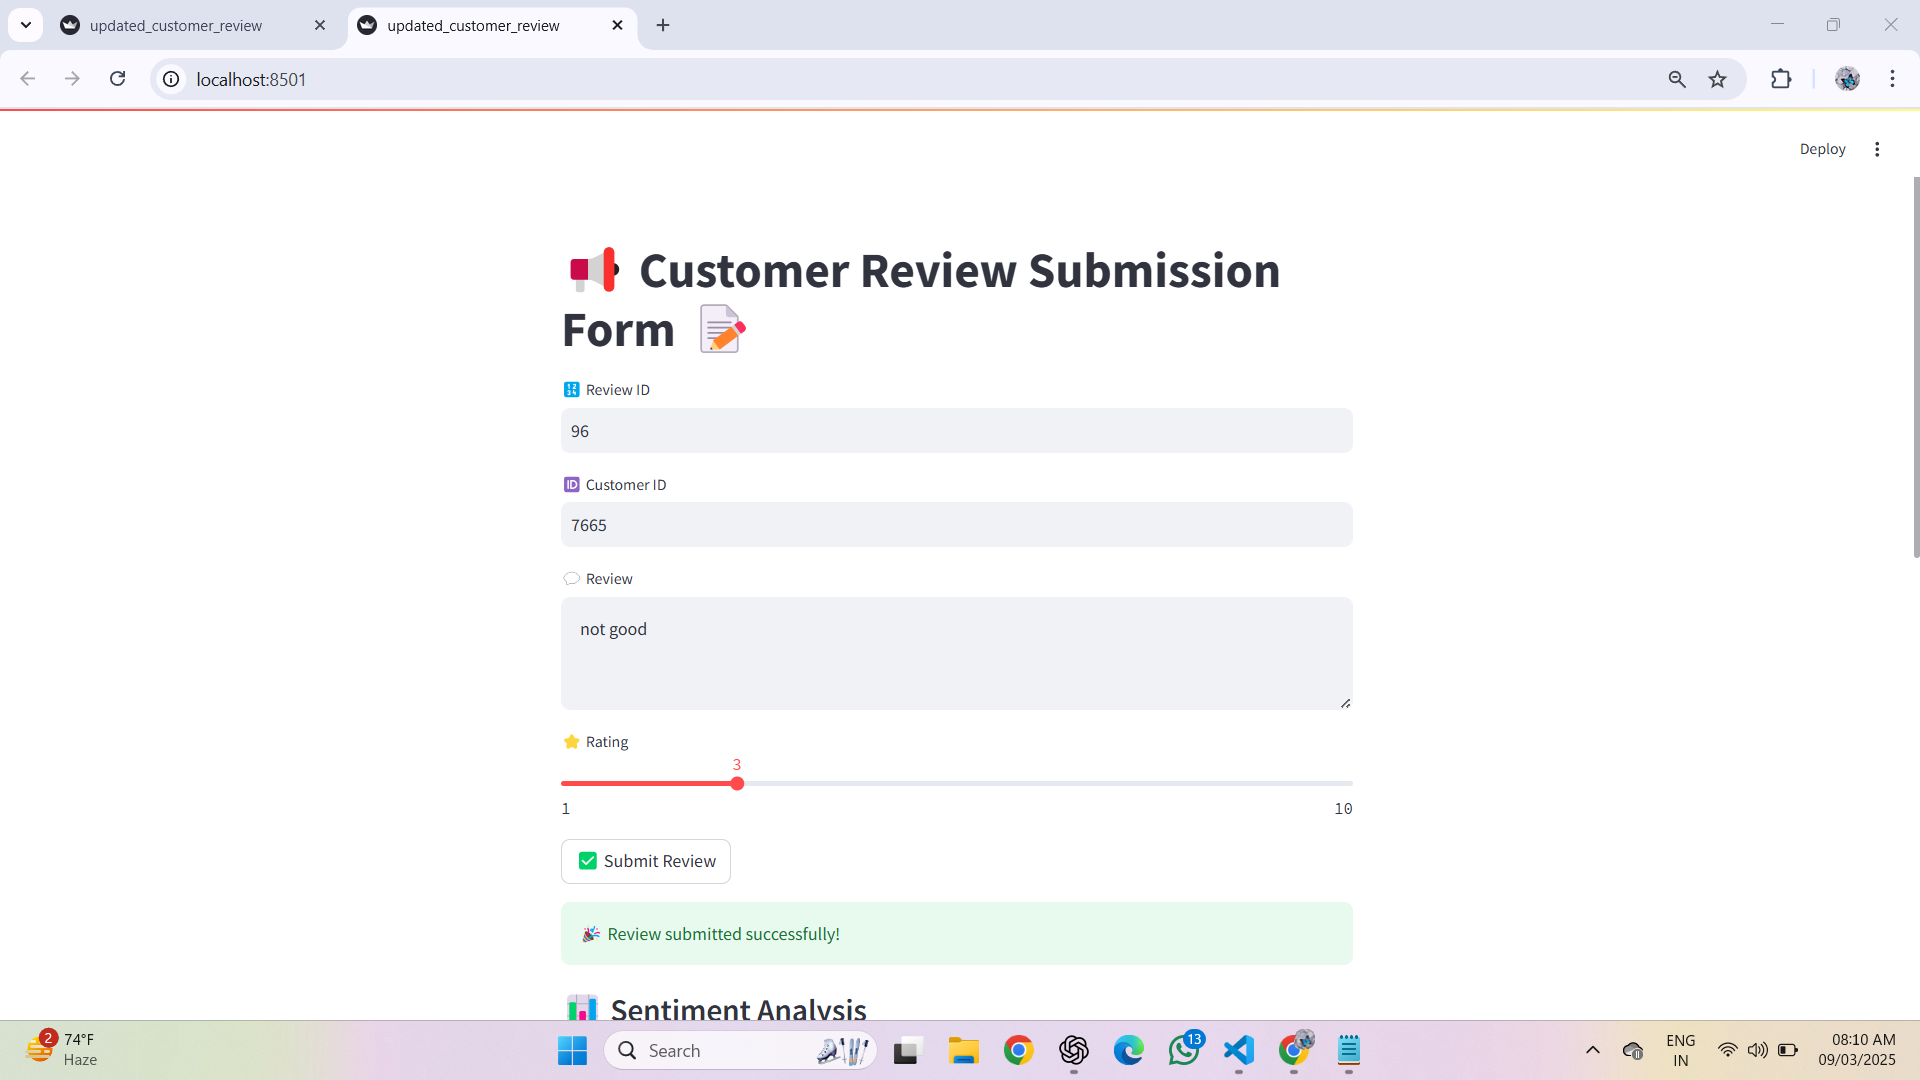 updated_customer_review
updated_customer_review
localhost:8501
Deploy
Customer Review Submission
Form
Review ID
96
Customer ID
7665
Review
not good
Rating
3
1
10
Submit Review
Review submitted successfully!
Sentiment Analysis
2
74°F
Haze
Search
13
ENG
IN
08:10 AM
09/03/2025